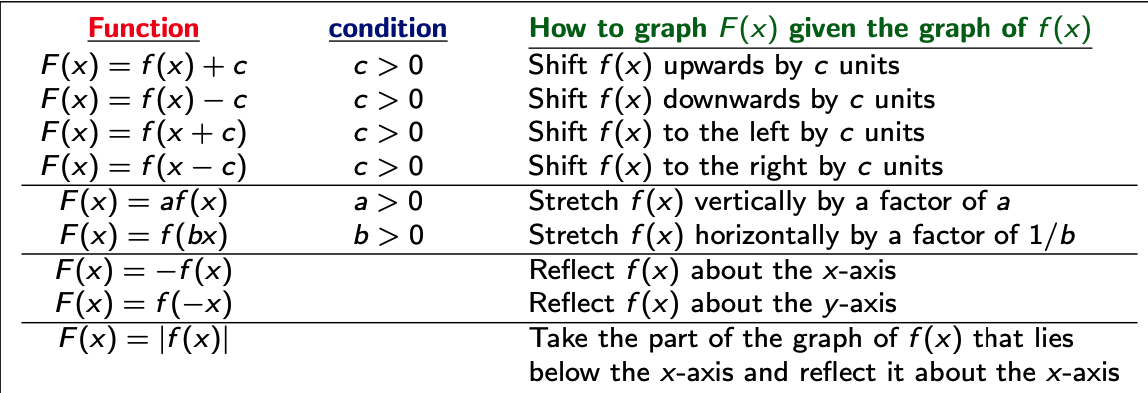 Function condition How to graph F(x) given the graph of f(x)
F(x) = f(x) + c c > 0 Shift f(x) upwards by c units
F(x) = f(x) − c c > 0 Shift f(x) downwards by c units
F(x) = f(x + c) c > 0 Shift f(x) to the left by c units
F(x) = f(x − c) c > 0 Shift f(x) to the right by c units
F(x) = af(x) a > 0 Stretch f(x) vertically by a factor of a
F(x) = f(bx) b > 0 Stretch f(x) horizontally by a factor of 1/b
F(x) = −f(x) Reflect f(x) about the x-axis
F(x) = f(−x) Reflect f(x) about the y-axis
F(x) = |f(x)| Take the part of the graph of f(x) that lies
below the x-axis and reflect it about the x-axis